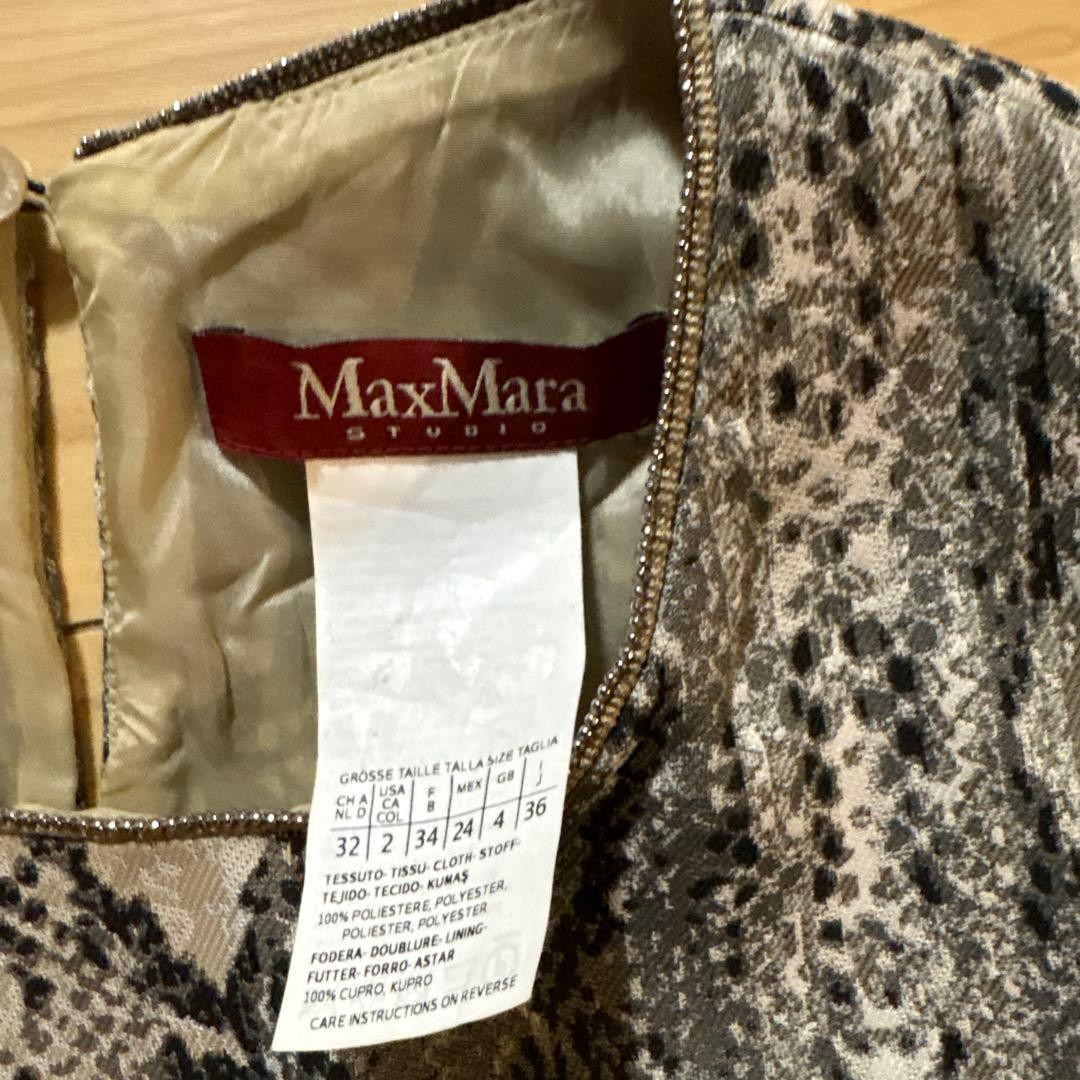 MaxMara
STUDIO
GRÖSSE TAILLE TALLA SIZE TAGLIA
CH A NL D | USA CA COL | F B | MEX | GB | I J
32 | 2 | 34 | 24 | 4 | 36
TESSUTO- TISSU- CLOTH- STOFF-
TEJIDO- TECIDO- KUMAŞ
100% POLIESTERE, POLYESTER,
POLIESTER, POLYESTER
FODERA- DOUBLURE- LINING-
FUTTER- FORRO- ASTAR
100% CUPRO, KUPRO
CARE INSTRUCTIONS ON REVERSE